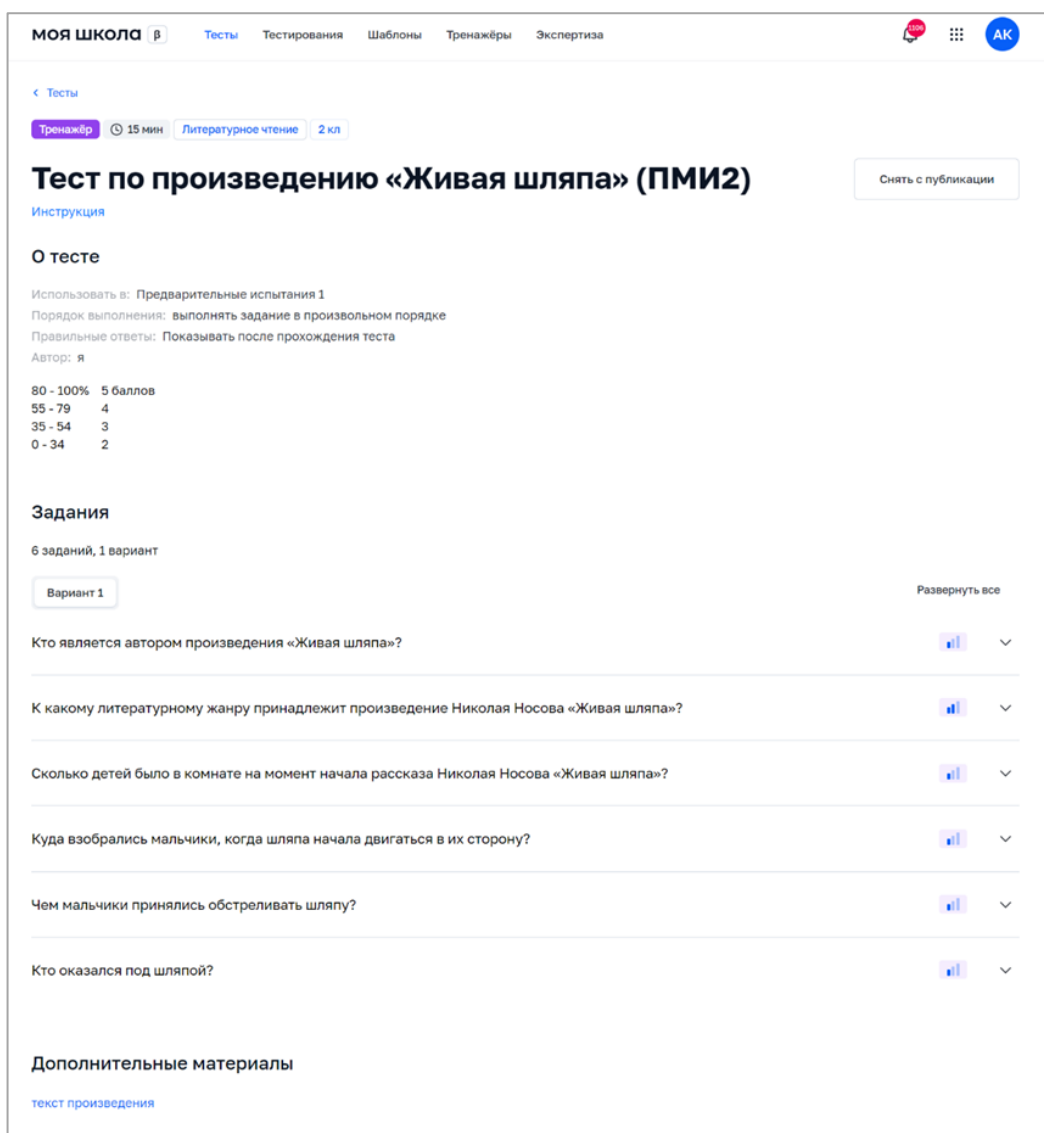 МОЯ ШКОЛА β Тесты Тестирования Шаблоны Тренажёры Экспертиза АК
Тесты
Тренажёр 15 мин Литературное чтение 2 кл
Тест по произведению «Живая шляпа» (ПМИ2) Снять с публикации
Инструкция
О тесте
Использовать в: Предварительные испытания 1
Порядок выполнения: выполнять задание в произвольном порядке
Правильные ответы: Показывать после прохождения теста
Автор: я
80 - 100% 5 баллов
55 - 79 4
35 - 54 3
0 - 34 2
Задания
6 заданий, 1 вариант
Вариант 1 Развернуть все
Кто является автором произведения «Живая шляпа»?
К какому литературному жанру принадлежит произведение Николая Носова «Живая шляпа»?
Сколько детей было в комнате на момент начала рассказа Николая Носова «Живая шляпа»?
Куда взобрались мальчики, когда шляпа начала двигаться в их сторону?
Чем мальчики принялись обстреливать шляпу?
Кто оказался под шляпой?
Дополнительные материалы
текст произведения